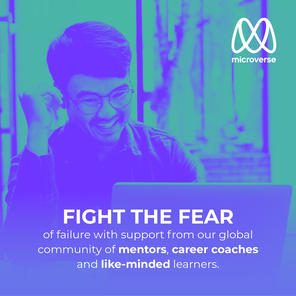 microverse
FIGHT THE FEAR
of failure with support from our global
community of mentors, career coaches
and like-minded learners.